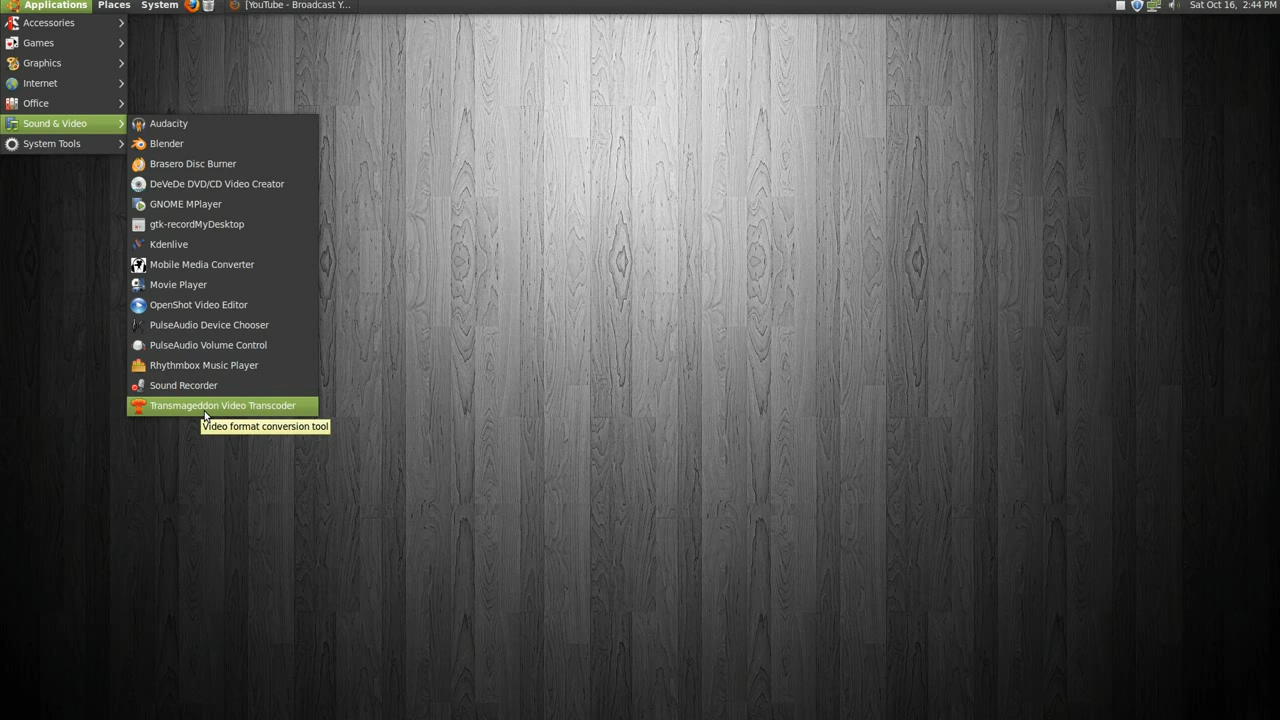 Applications Places System [YouTube - Broadcast Y... Sat Oct 16, 2:44 PM
Accessories
Games
Graphics
Internet
Office
Sound & Video
System Tools
Audacity
Blender
Brasero Disc Burner
DeVeDe DVD/CD Video Creator
GNOME MPlayer
gtk-recordMyDesktop
Kdenlive
Mobile Media Converter
Movie Player
OpenShot Video Editor
PulseAudio Device Chooser
PulseAudio Volume Control
Rhythmbox Music Player
Sound Recorder
Transmageddon Video Transcoder
Video format conversion tool